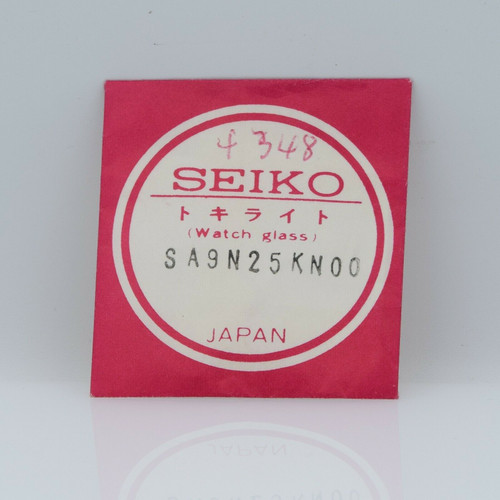 4348
SEIKO
トキライト
(Watch glass)
SA9N25KN00
JAPAN